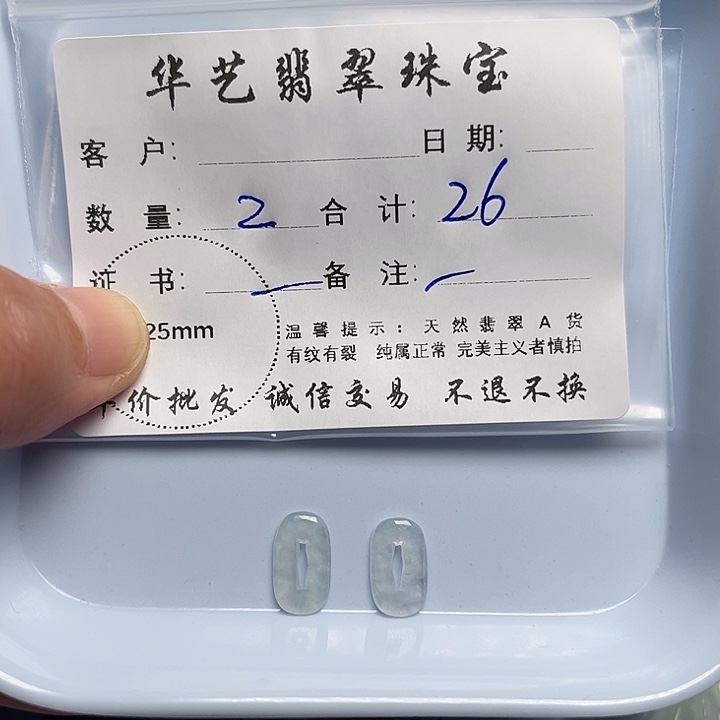 华艺翡翠珠宝
客 户： 日 期：
数 量： 2 合 计： 26
证 书： — 备 注： —
25mm
温馨提示：天然翡翠A货
有纹有裂 纯属正常 完美主义者慎拍
价批发 诚信交易 不退不换